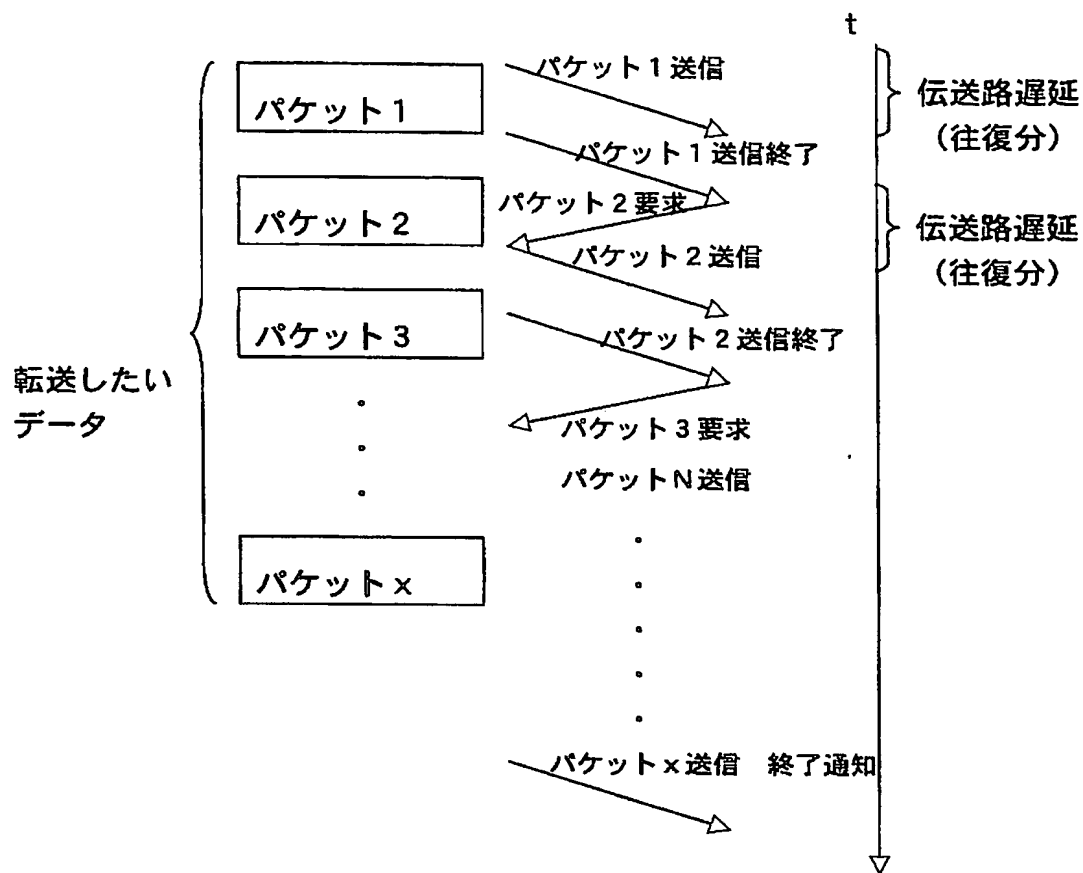 t
パケット1送信
伝送路遅延
(往復分)
パケット1
パケット1送信終了
パケット2要求
伝送路遅延
(往復分)
パケット2
パケット2送信
パケット3
パケット2送信終了
転送したい
データ
パケット3要求
パケットN送信
パケットx
パケットx送信 終了通知